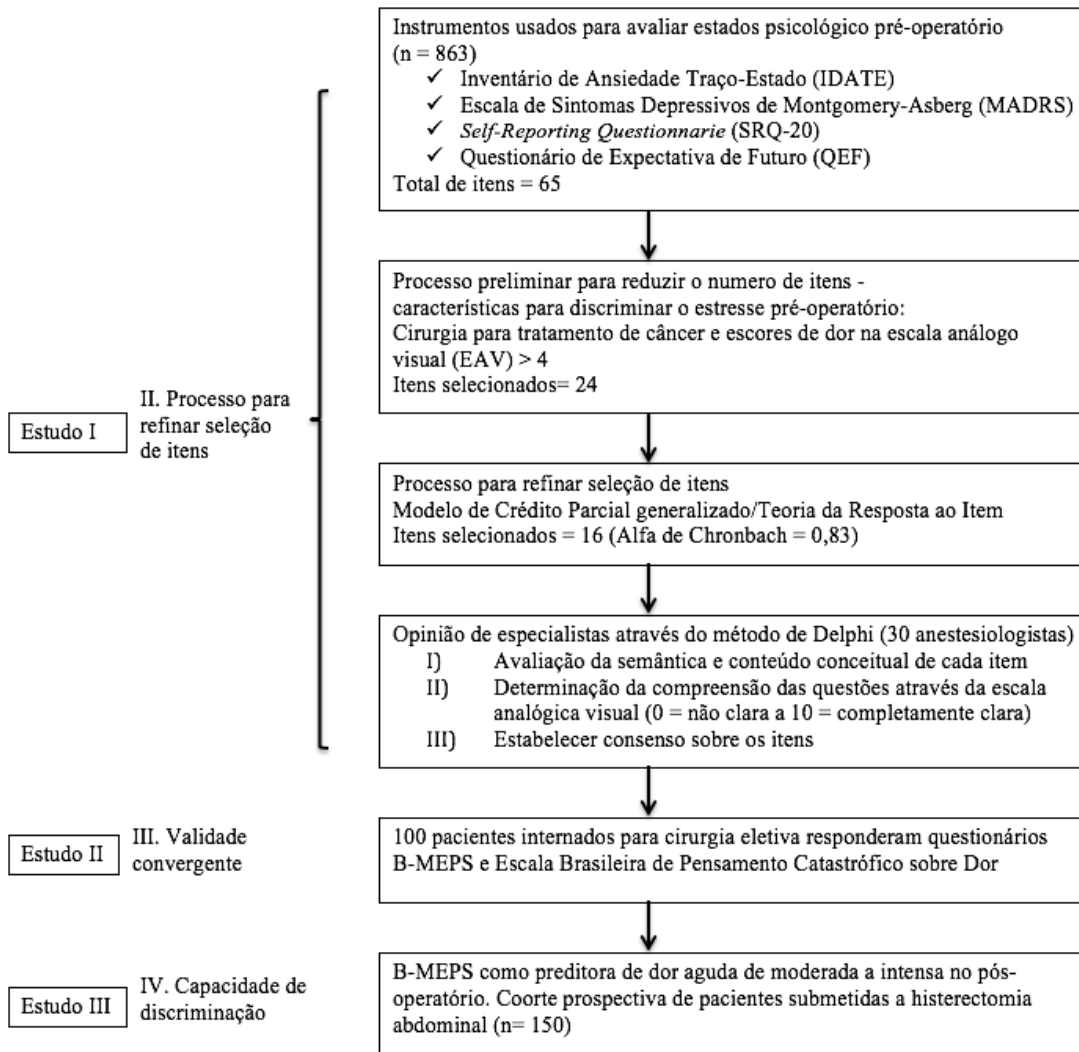 Instrumentos usados para avaliar estados psicológico pré-operatório
(n = 863)
✓ Inventário de Ansiedade Traço-Estado (IDATE)
✓ Escala de Sintomas Depressivos de Montgomery-Asberg (MADRS)
✓ Self-Reporting Questionnarie (SRQ-20)
✓ Questionário de Expectativa de Futuro (QEF)
Total de itens = 65
Processo preliminar para reduzir o numero de itens -
características para discriminar o estresse pré-operatório:
Cirurgia para tratamento de câncer e escores de dor na escala análogo
visual (EAV) > 4
Itens selecionados= 24
Estudo I
II. Processo para
refinar seleção
de itens
Processo para refinar seleção de itens
Modelo de Crédito Parcial generalizado/Teoria da Resposta ao Item
Itens selecionados = 16 (Alfa de Chronbach = 0,83)
Opinião de especialistas através do método de Delphi (30 anestesiologistas)
I) Avaliação da semântica e conteúdo conceitual de cada item
II) Determinação da compreensão das questões através da escala
analógica visual (0 = não clara a 10 = completamente clara)
III) Estabelecer consenso sobre os itens
Estudo II
III. Validade
convergente
100 pacientes internados para cirurgia eletiva responderam questionários
B-MEPS e Escala Brasileira de Pensamento Catastrófico sobre Dor
Estudo III
IV. Capacidade de
discriminação
B-MEPS como preditora de dor aguda de moderada a intensa no pós-
operatório. Coorte prospectiva de pacientes submetidas a histerectomia
abdominal (n= 150)